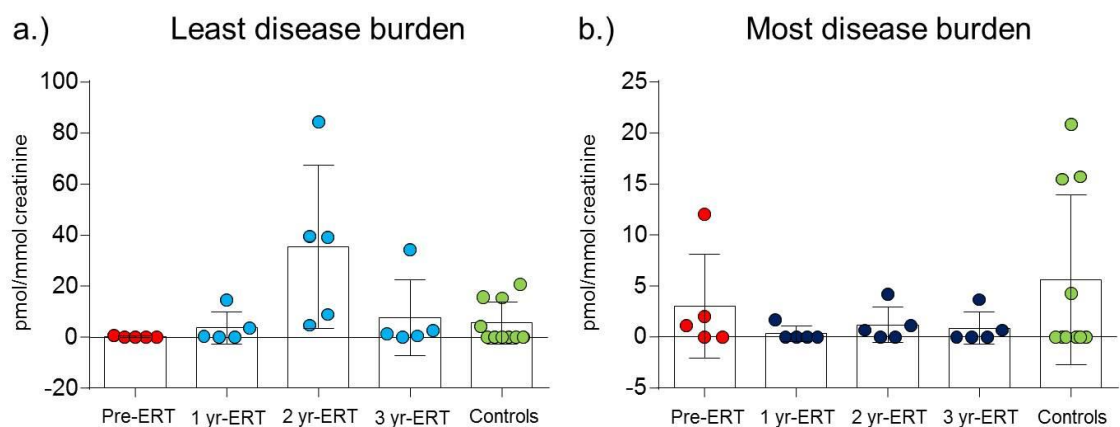 a.) Least disease burden
pmol/mmol creatinine
100
80
60
40
20
0
-20
Pre-ERT 1 yr-ERT 2 yr-ERT 3 yr-ERT Controls
b.) Most disease burden
pmol/mmol creatinine
25
20
15
10
5
0
-5
Pre-ERT 1 yr-ERT 2 yr-ERT 3 yr-ERT Controls